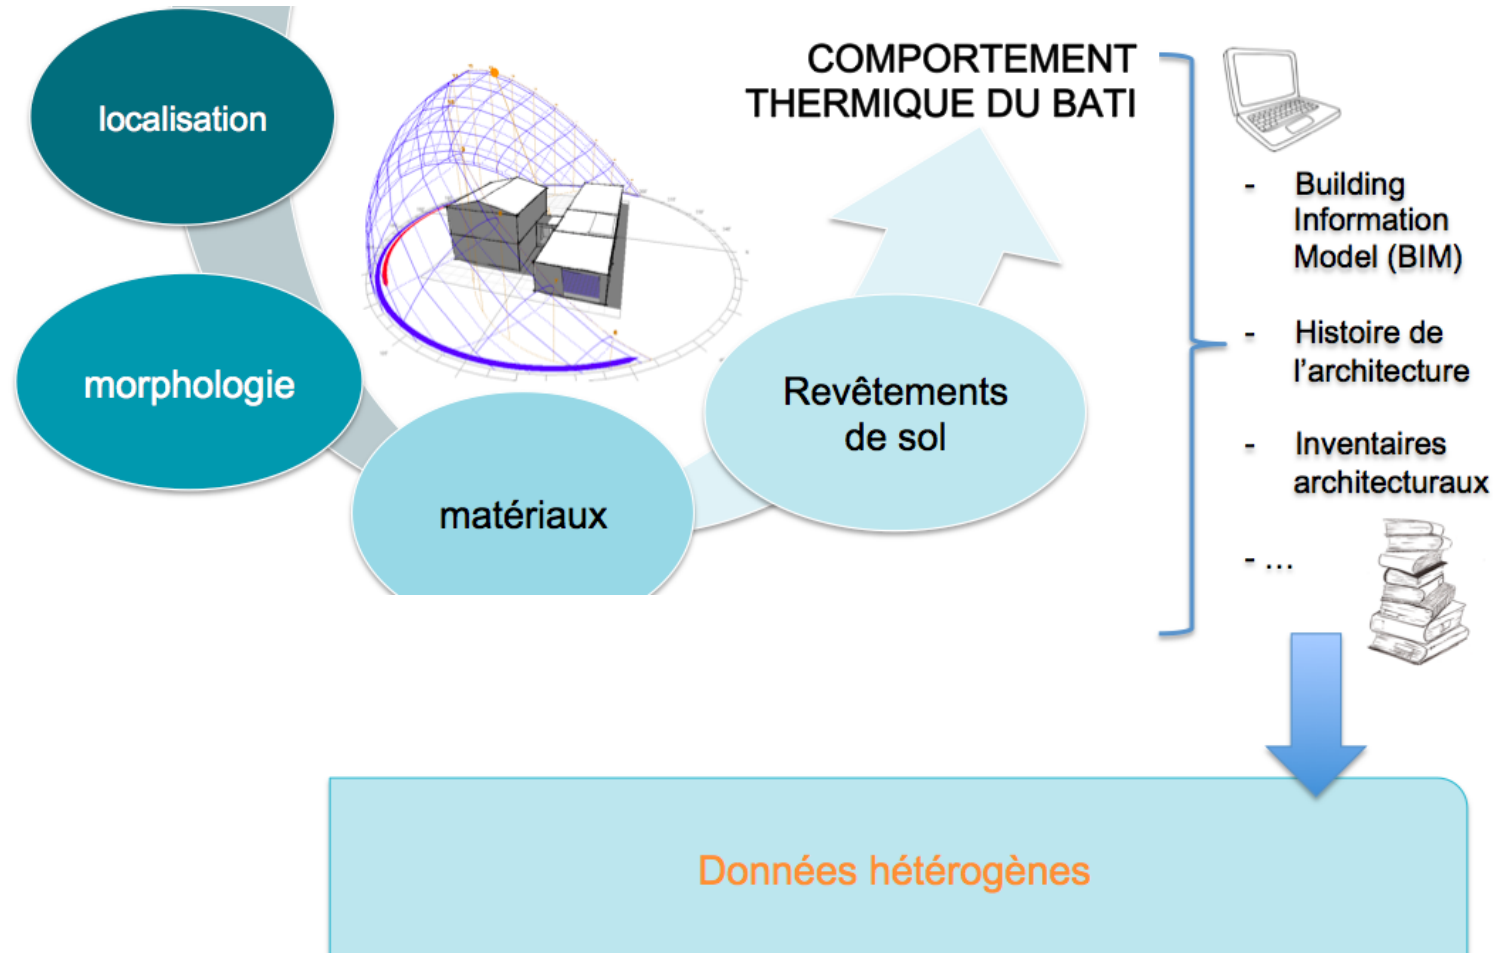 localisation
morphologie
matériaux
Revêtements
de sol
COMPORTEMENT
THERMIQUE DU BATI
- Building
Information
Model (BIM)
- Histoire de
l'architecture
- Inventaires
architecturaux
- ...
Données hétérogènes